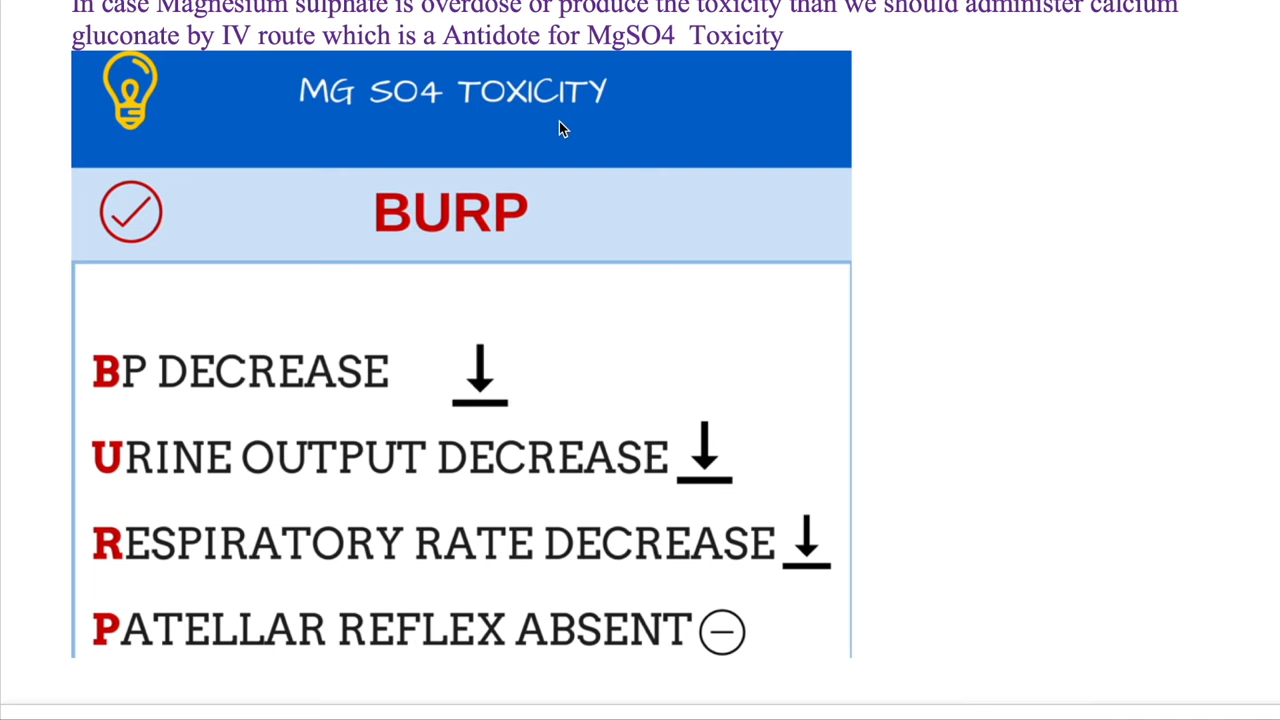 In case Magnesium sulphate is overdose or produce the toxicity than we should administer calcium
gluconate by IV route which is a Antidote for MgSO4 Toxicity
MG SO4 TOXICITY
BURP
BP DECREASE
URINE OUTPUT DECREASE
RESPIRATORY RATE DECREASE
PATELLAR REFLEX ABSENT